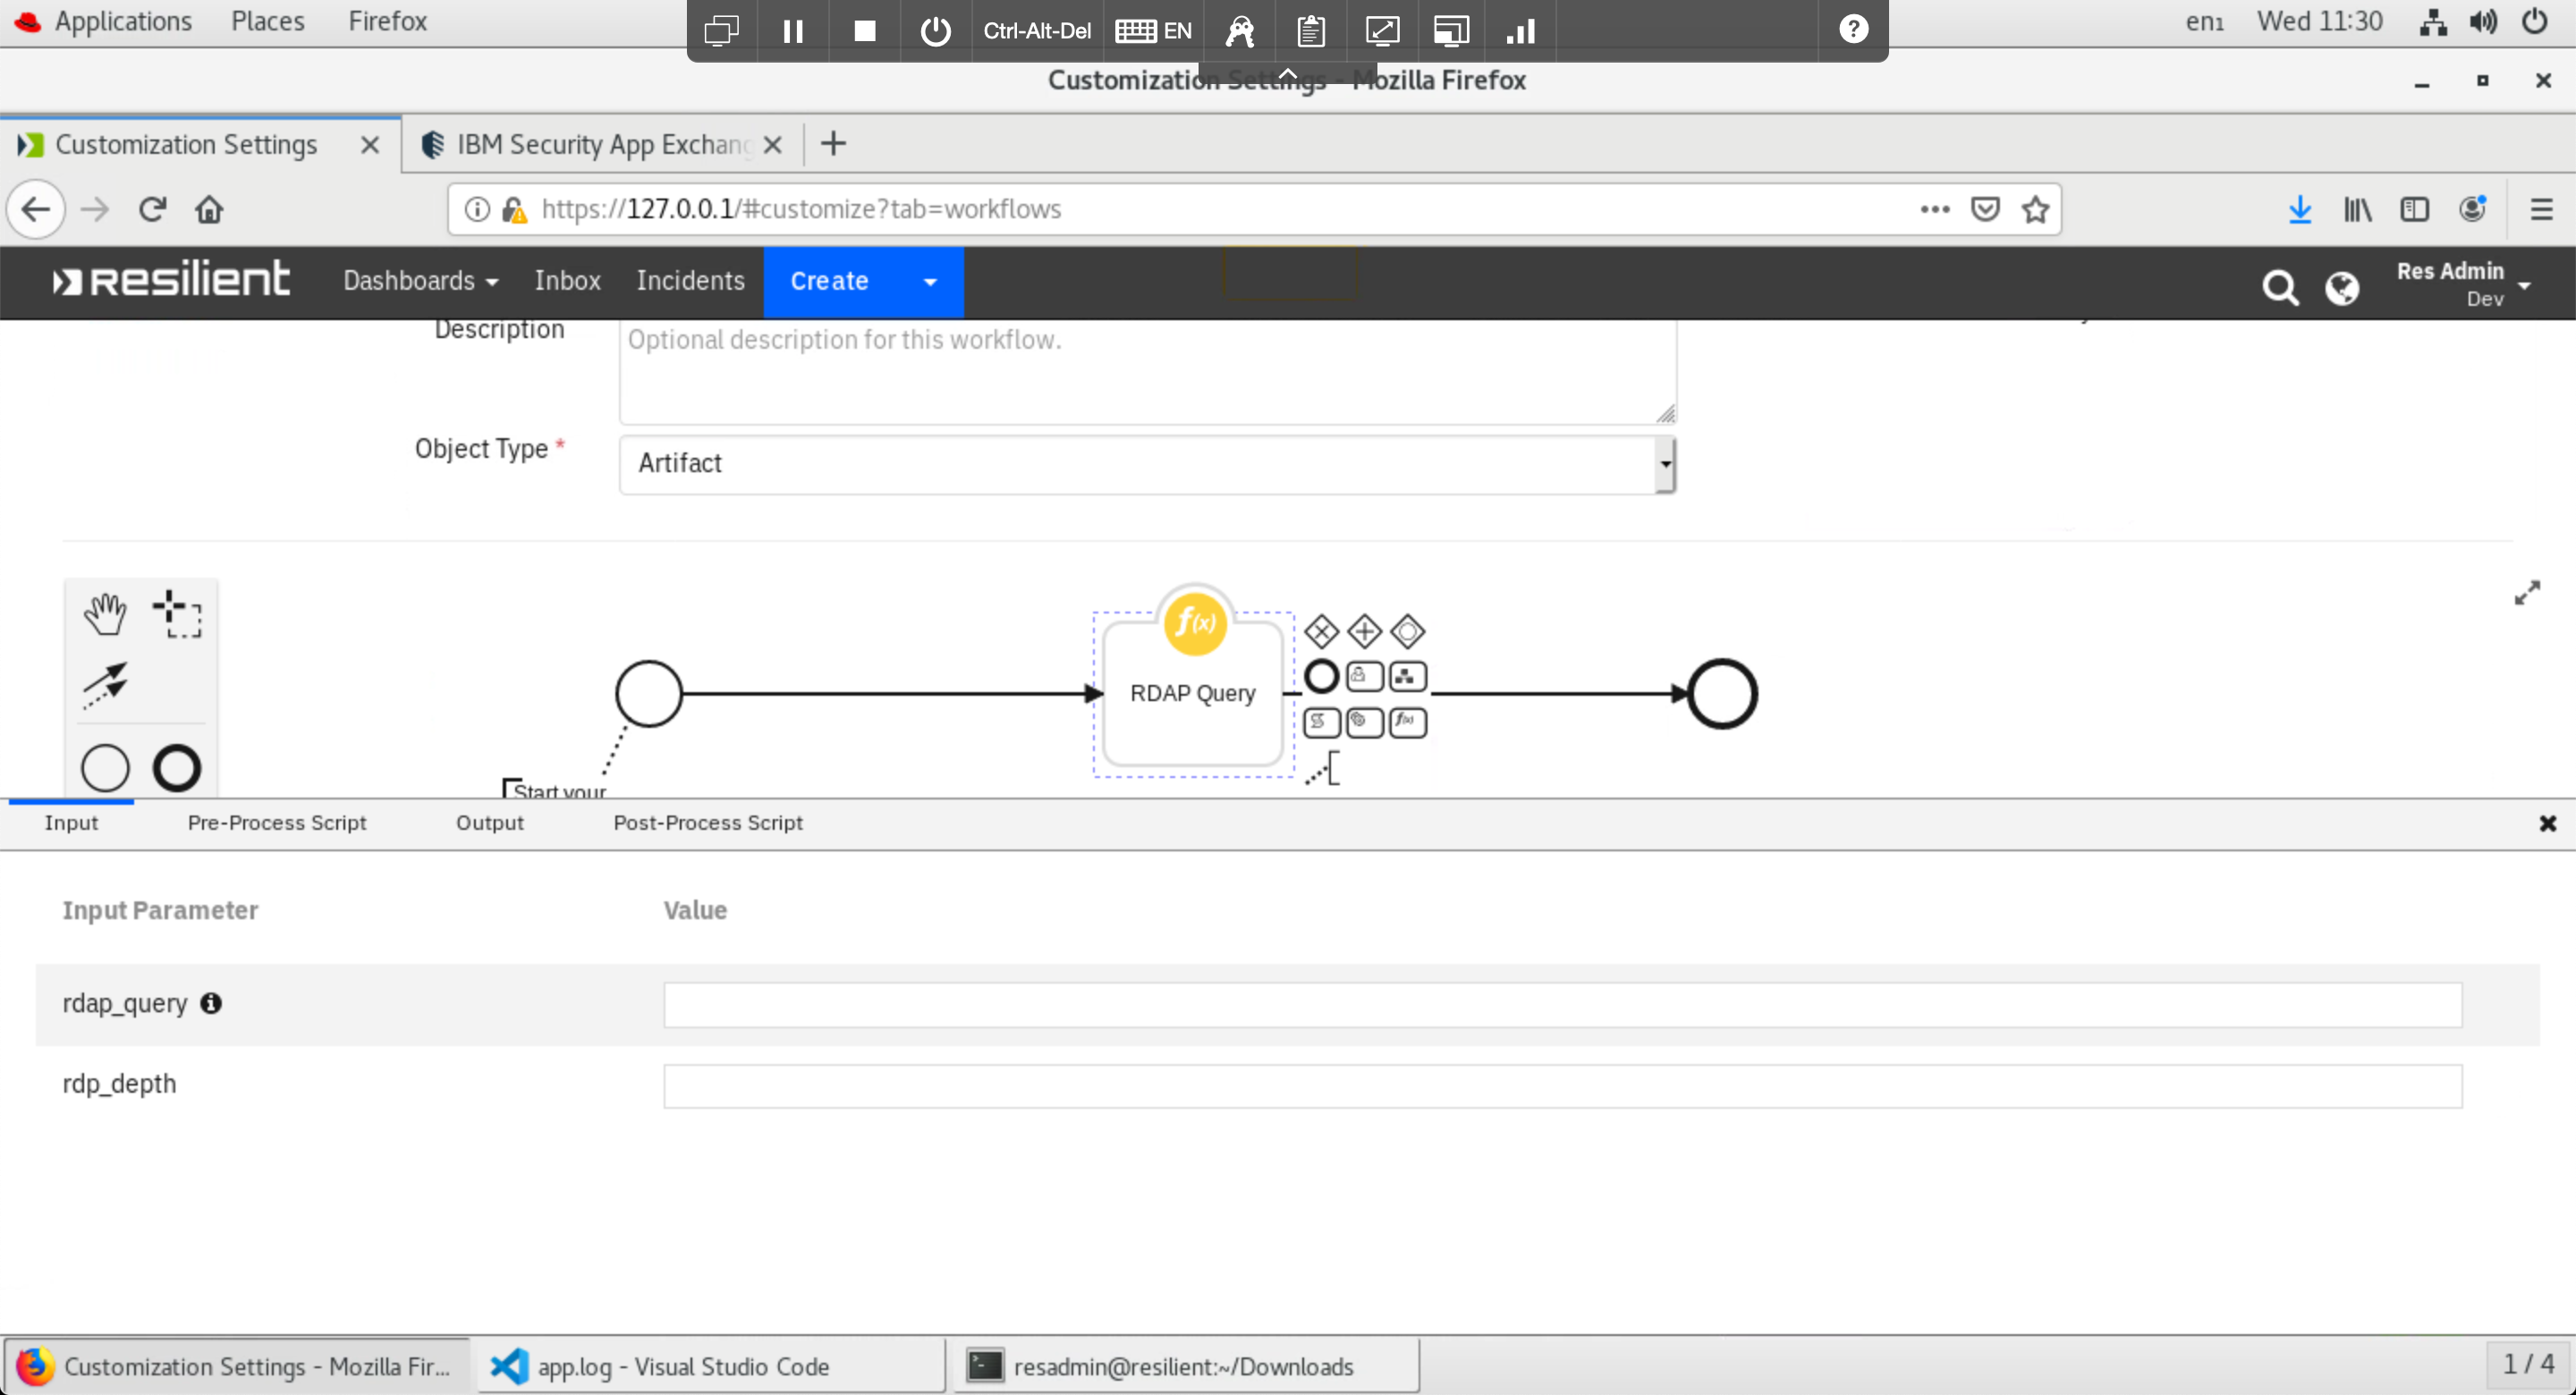 Applications Places Firefox
Ctrl-Alt-Del EN
en1 Wed 11:30
Customization Settings - Mozilla Firefox
Customization Settings
IBM Security App Exchang
https://127.0.0.1/#customize?tab=workflows
resilient Dashboards Inbox Incidents Create
Res Admin
Dev
Description
Optional description for this workflow.
Object Type *
Artifact
f(x)
RDAP Query
f(x)
Start your
Input Pre-Process Script Output Post-Process Script
Input Parameter Value
rdap_query
rdp_depth
Customization Settings - Mozilla Fir...
app.log - Visual Studio Code
resadmin@resilient:~/Downloads
1 / 4